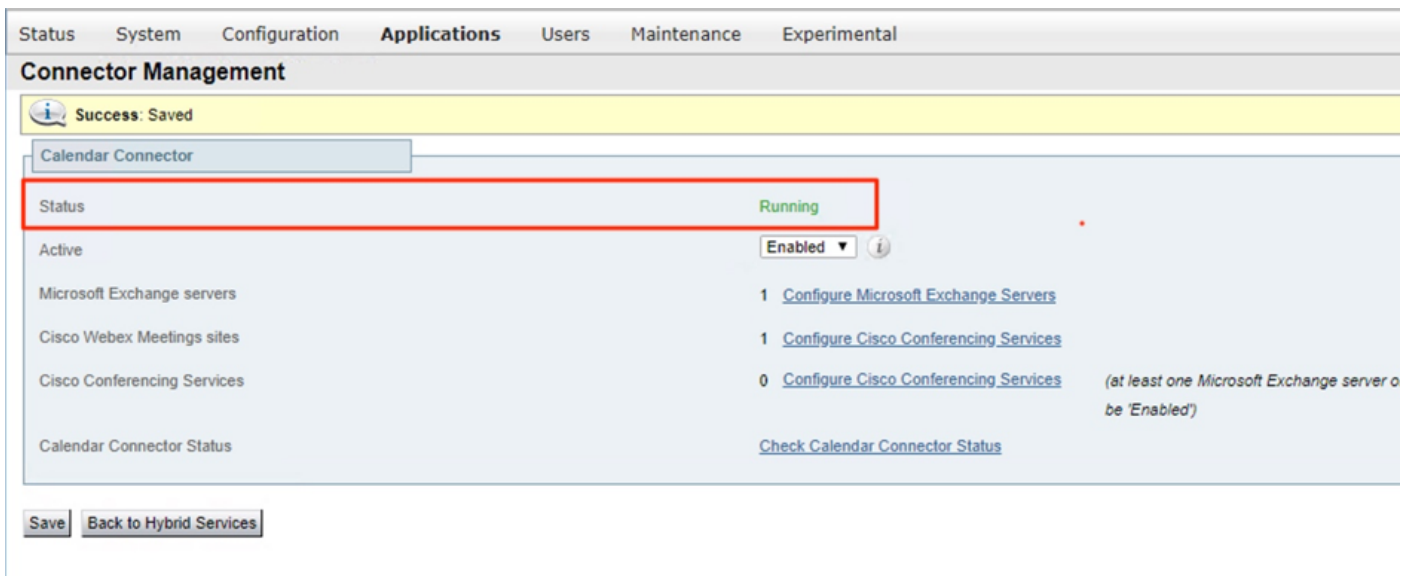 Status System Configuration Applications Users Maintenance Experimental
Connector Management
Success: Saved
Calendar Connector
Status Running
Active Enabled
Microsoft Exchange servers 1 Configure Microsoft Exchange Servers
Cisco Webex Meetings sites 1 Configure Cisco Conferencing Services
Cisco Conferencing Services 0 Configure Cisco Conferencing Services (at least one Microsoft Exchange server
be 'Enabled')
Calendar Connector Status Check Calendar Connector Status
Save Back to Hybrid Services